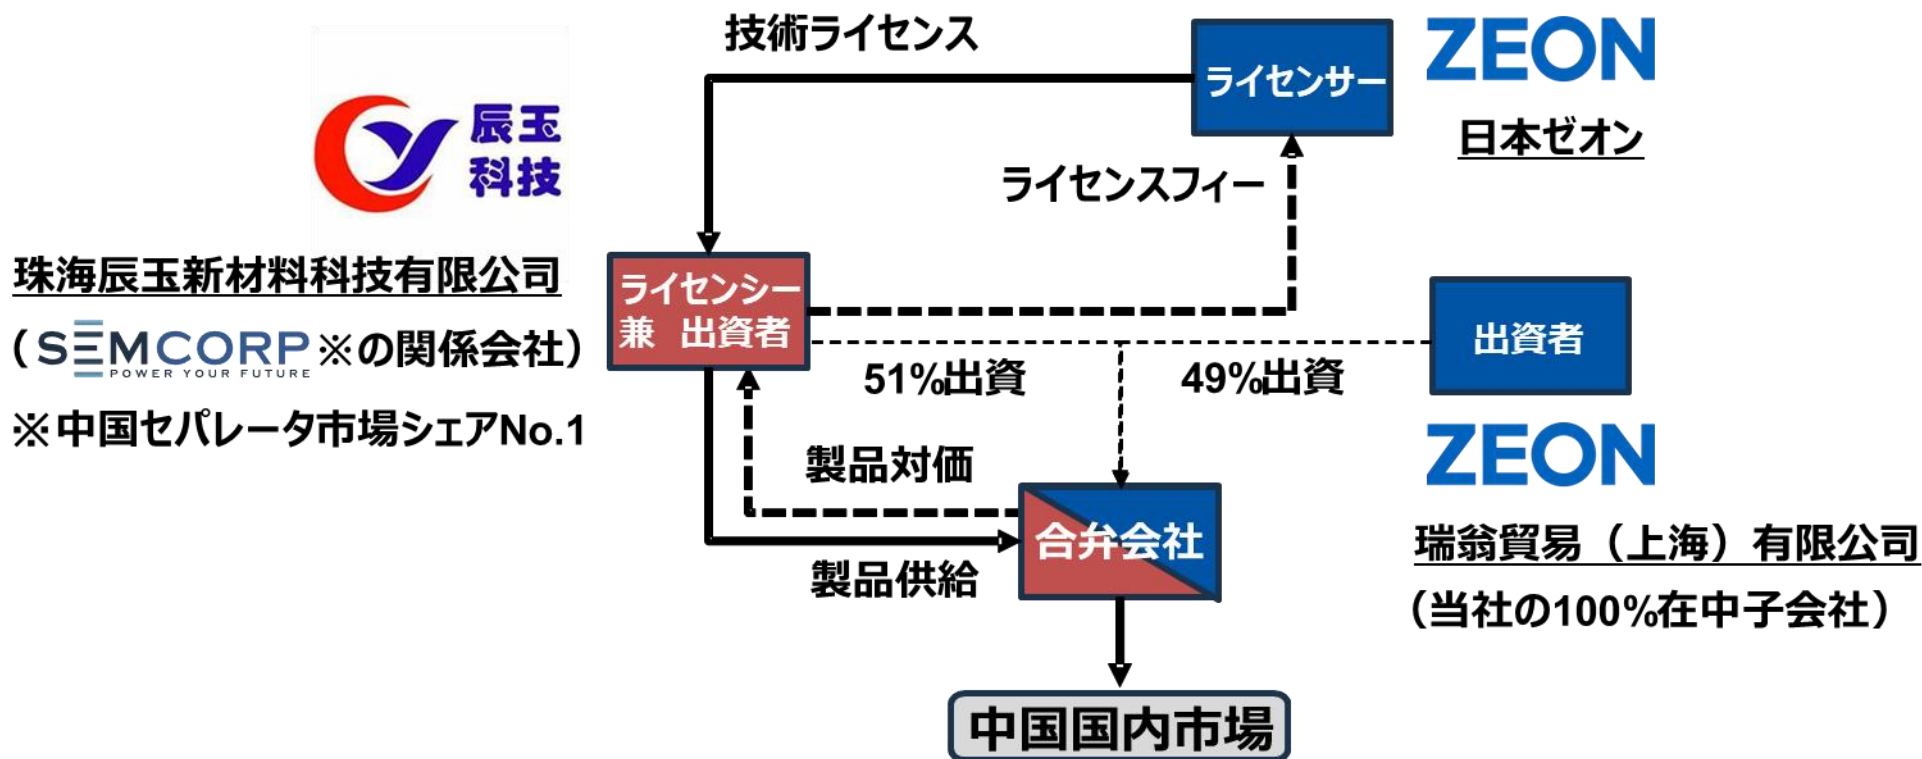 技術ライセンス
ライセンサー
ZEON
日本ゼオン
辰玉
科技
ライセンスフィー
珠海辰玉新材料科技有限公司
（SEMCORP※の関係会社）
POWER YOUR FUTURE
※中国セパレータ市場シェアNo.1
ライセンシー
兼 出資者
51%出資
49%出資
出資者
ZEON
瑞翁貿易（上海）有限公司
（当社の100%在中子会社）
製品対価
合弁会社
製品供給
中国国内市場